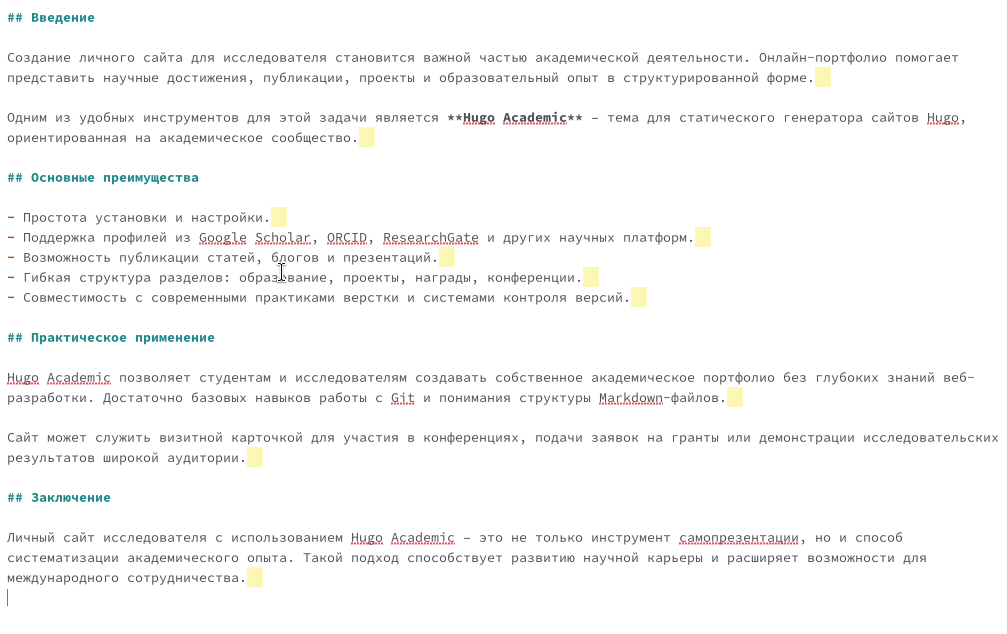 ## Введение
Создание личного сайта для исследователя становится важной частью академической деятельности. Онлайн-портфолио помогает
представить научные достижения, публикации, проекты и образовательный опыт в структурированной форме.
Одним из удобных инструментов для этой задачи является **Hugo Academic** – тема для статического генератора сайтов Hugo,
ориентированная на академическое сообщество.
## Основные преимущества
- Простота установки и настройки.
- Поддержка профилей из Google Scholar, ORCID, ResearchGate и других научных платформ.
- Возможность публикации статей, блогов и презентаций.
- Гибкая структура разделов: образование, проекты, награды, конференции.
- Совместимость с современными практиками верстки и системами контроля версий.
## Практическое применение
Hugo Academic позволяет студентам и исследователям создавать собственное академическое портфолио без глубоких знаний веб-
разработки. Достаточно базовых навыков работы с Git и понимания структуры Markdown-файлов.
Сайт может служить визитной карточкой для участия в конференциях, подачи заявок на гранты или демонстрации исследовательских
результатов широкой аудитории.
## Заключение
Личный сайт исследователя с использованием Hugo Academic – это не только инструмент самопрезентации, но и способ
систематизации академического опыта. Такой подход способствует развитию научной карьеры и расширяет возможности для
международного сотрудничества.